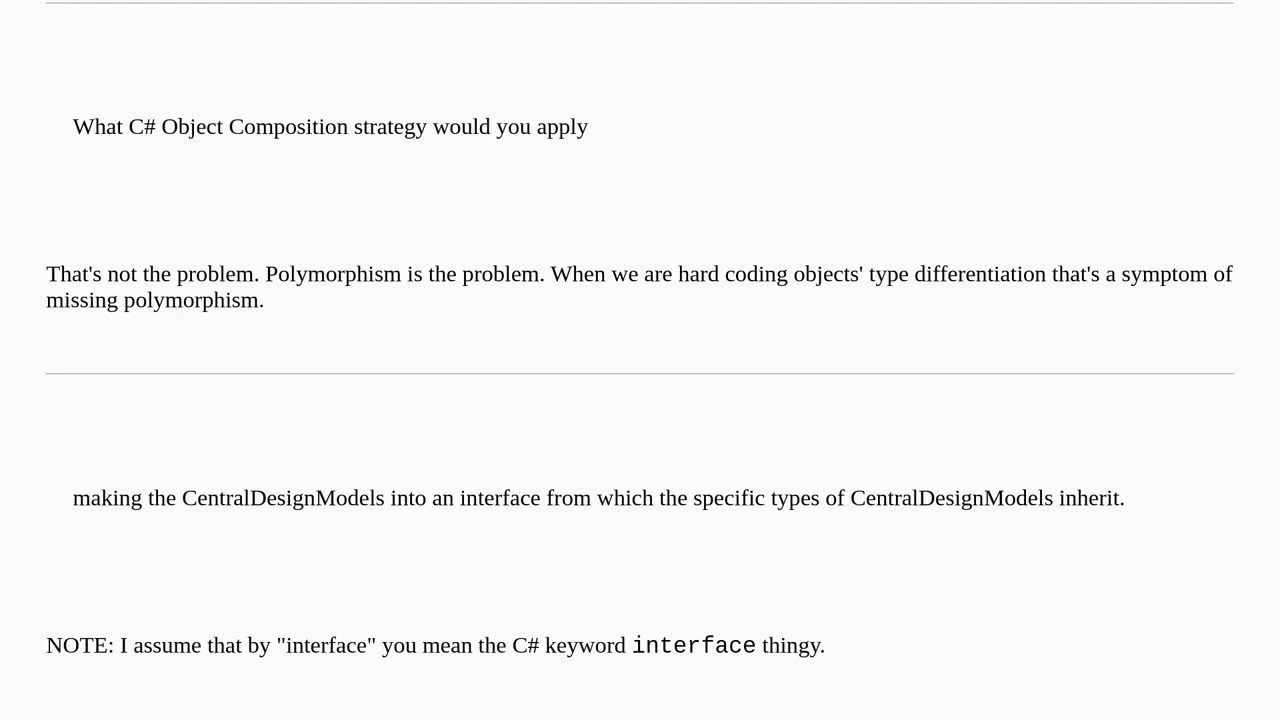 What C# Object Composition strategy would you apply
That's not the problem. Polymorphism is the problem. When we are hard coding objects' type differentiation that's a symptom of
missing polymorphism.
making the CentralDesignModels into an interface from which the specific types of CentralDesignModels inherit.
NOTE: I assume that by "interface" you mean the C# keyword interface thingy.